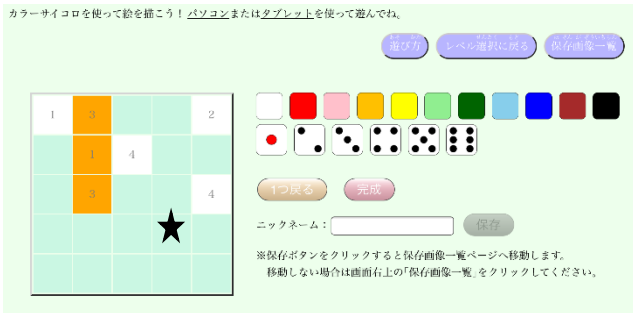 カラーサイコロを使って絵を描こう！ パソコンまたはタブレットを使って遊んでね。
遊び方 レベル選択に戻る 保存画像一覧
1 3 2
1 4
3 4
1つ戻る 完成
ニックネーム： 保存
※保存ボタンをクリックすると保存画像一覧ページへ移動します。
移動しない場合は画面右上の「保存画像一覧」をクリックしてください。